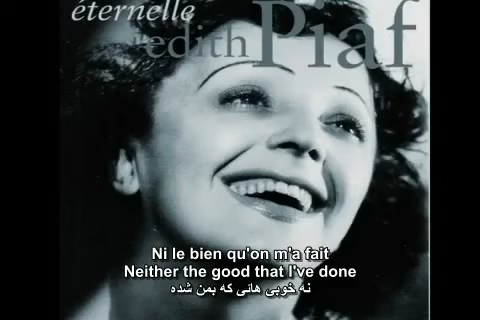 éternelle
edith Piaf
Ni le bien qu'on m'a fait
Neither the good that I've done
نه خوبی هائی که بمن شده